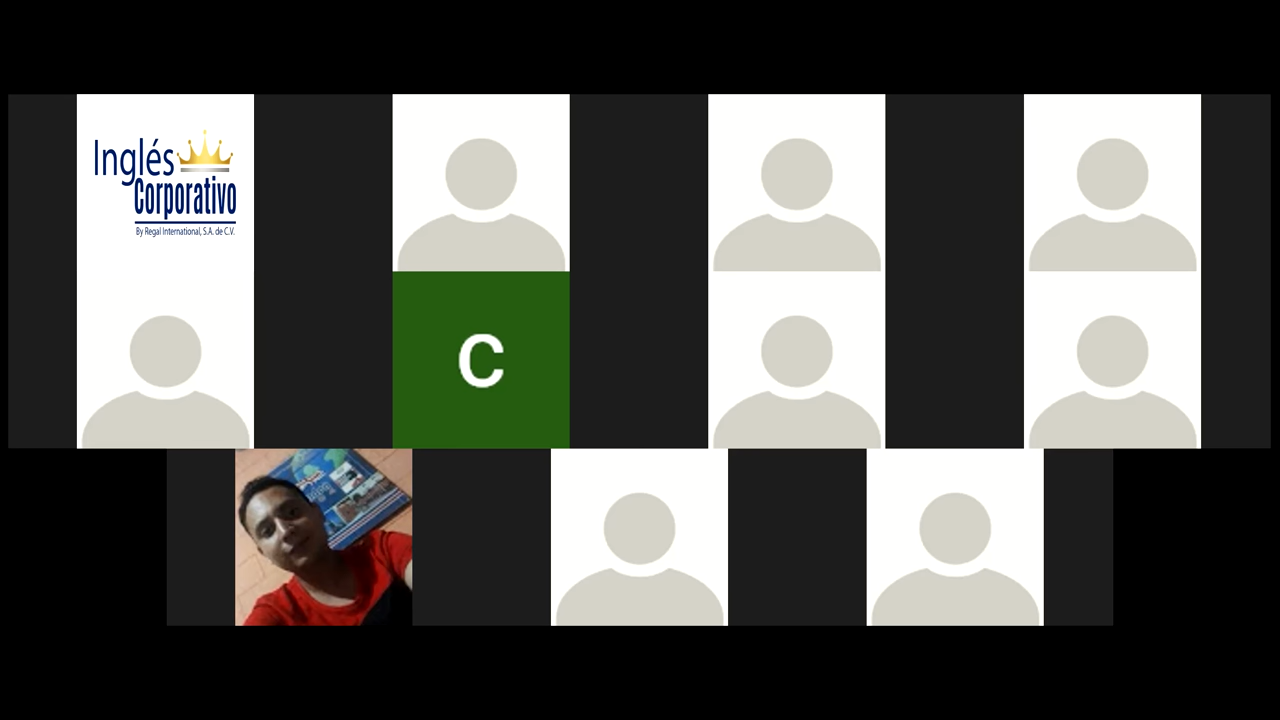 Inglés
Corporativo
By Regal International, S.A. de C.V.
C